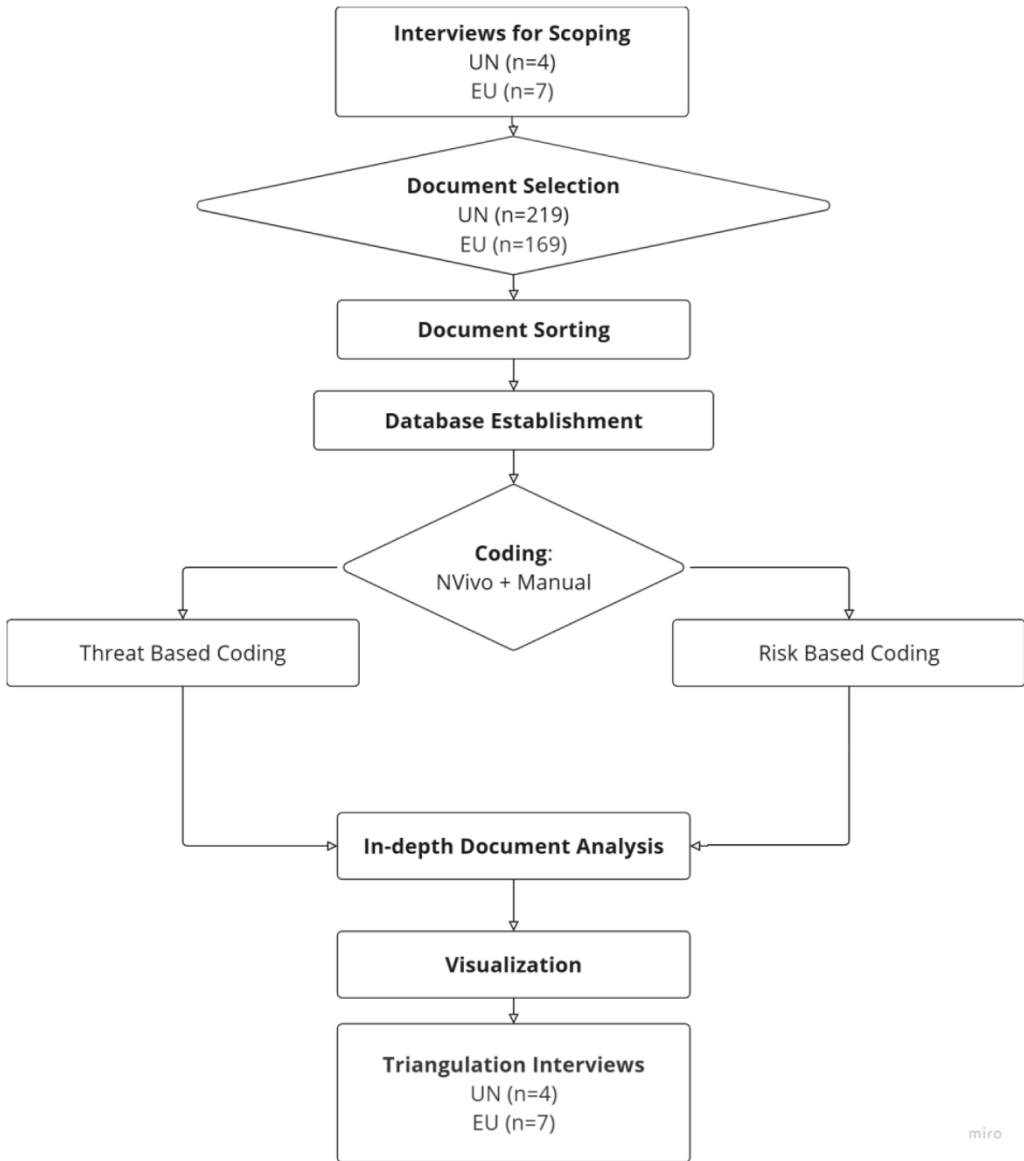 Interviews for Scoping
UN (n=4)
EU (n=7)
Document Selection
UN (n=219)
EU (n=169)
Document Sorting
Database Establishment
Coding:
NVivo + Manual
Threat Based Coding
Risk Based Coding
In-depth Document Analysis
Visualization
Triangulation Interviews
UN (n=4)
EU (n=7)
miro